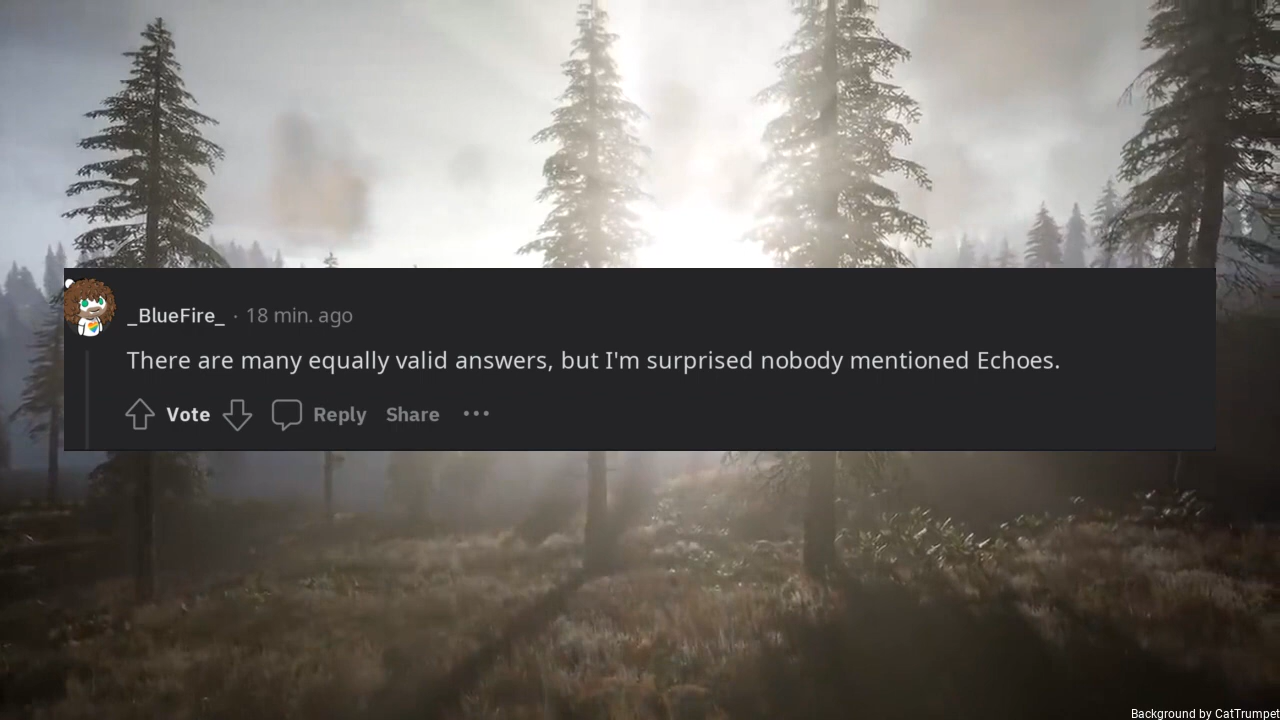 _BlueFire_ · 18 min. ago
There are many equally valid answers, but I'm surprised nobody mentioned Echoes.
Vote Reply Share ···
Background by CatTrumpet